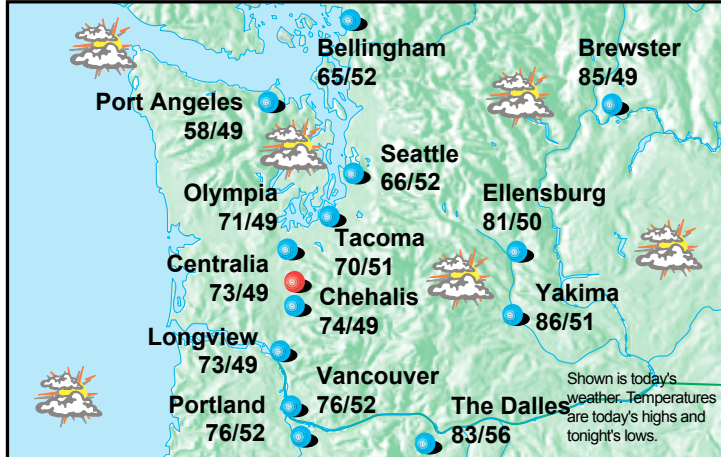 Bellingham
65/52
Brewster
85/49
Port Angeles
58/49
Seattle
66/52
Olympia
71/49
Ellensburg
81/50
Tacoma
70/51
Centralia
73/49
Chehalis
74/49
Yakima
86/51
Longview
73/49
Vancouver
76/52
Portland
76/52
The Dalles
83/56
Shown is today's
weather. Temperatures
are today's highs and
tonight's lows.